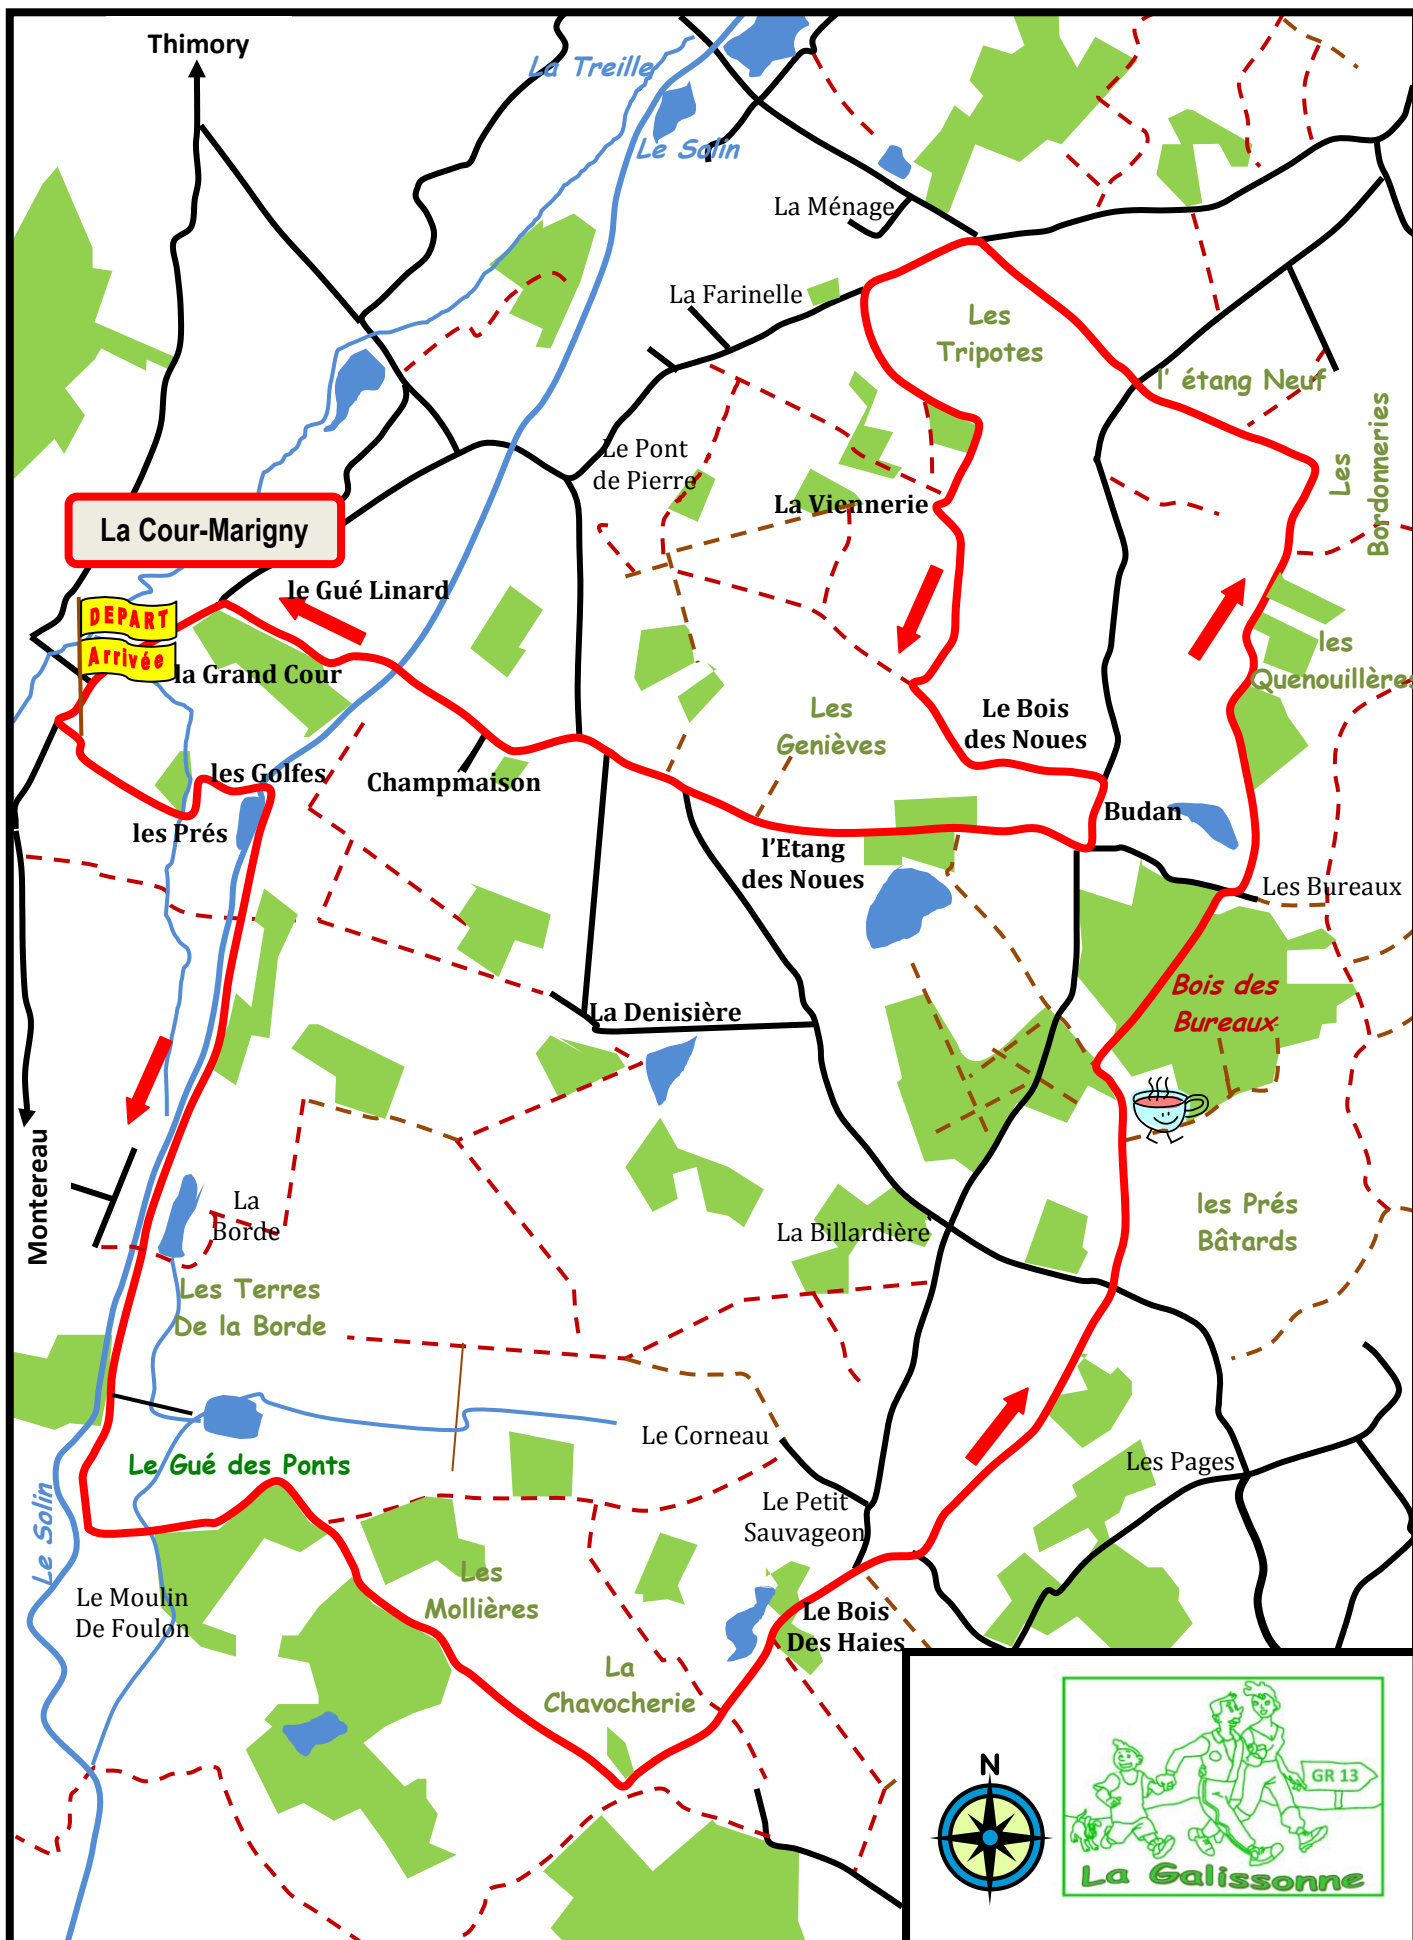 Thimory
La Treille
Le Solin
La Ménage
La Farinelle
Les
Tripotes
l' étang Neuf
Les
Bordonneries
Le Pont
de Pierre
La Viennerie
La Cour-Marigny
le Gué Linard
DEPART
Arrivée
la Grand Cour
les
Quenouillères
Les
Genièves
Le Bois
des Noues
les Golfes
Champmaison
les Prés
Budan
l'Etang
des Noues
Les Bureaux
Bois des
Bureaux
La Denisière
Montereau
La
Borde
La Billardière
les Prés
Bâtards
Les Terres
De la Borde
Le Corneau
Le Gué des Ponts
Les Pages
Le Solin
Le Petit
Sauvageon
Les
Mollières
Le Moulin
De Foulon
Le Bois
Des Haies
La
Chavocherie
N
GR 13
La Galissonne